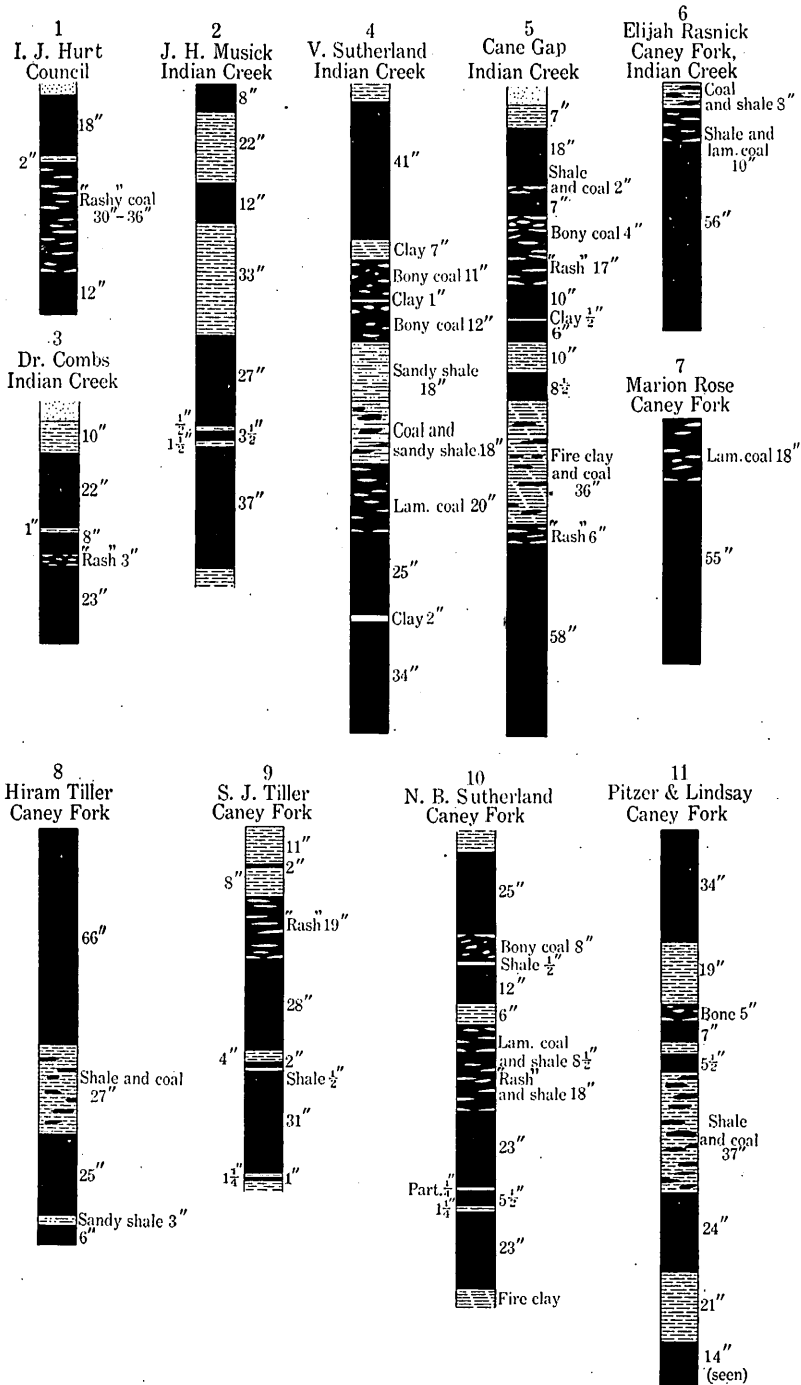 1
I. J. Hurt
Council
18"
2"
"Rashy" coal
30"-36"
12"
2
J. H. Musick
Indian Creek
8"
22"
12"
33"
27"
1/2"
3 1/2"
1 1/2"
37"
3
Dr. Combs
Indian Creek
10"
22"
1"
8"
"Rash" 3"
23"
4
V. Sutherland
Indian Creek
41"
Clay 7"
Bony coal 11"
Clay 1"
Bony coal 12"
Sandy shale
18"
Coal and
sandy shale 18"
Lam. coal 20"
25"
Clay 2"
34"
5
Cane Gap
Indian Creek
7"
18"
Shale
and coal 2"
7"
Bony coal 4"
"Rash" 17"
10"
Clay 1/2"
6"
10"
8 1/2
Fire clay
and coal
36"
"Rash" 6"
58"
6
Elijah Rasnick
Caney Fork,
Indian Creek
Coal
and shale 8"
Shale and
lam. coal
10"
56"
7
Marion Rose
Caney Fork
Lam. coal 18"
55"
8
Hiram Tiller
Caney Fork
66"
Shale and coal
27"
25"
Sandy shale 3"
6"
9
S. J. Tiller
Caney Fork
11"
2"
8"
"Rash" 19"
28"
4"
2"
Shale 1/2"
31"
1 1/4"
1"
10
N. B. Sutherland
Caney Fork
25"
Bony coal 8"
Shale 1/2"
12"
6"
Lam. coal
and shale 8 1/2"
"Rash"
and shale 18"
23"
Part. 1/4"
5 1/2"
1 1/4"
23"
Fire clay
11
Pitzer & Lindsay
Caney Fork
34"
19"
Bone 5"
7"
5 1/2"
Shale
and coal
37"
24"
21"
14"
(seen)